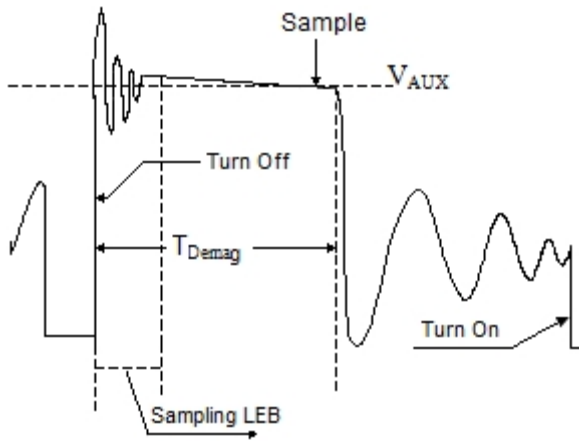 Sample
VAUX
Turn Off
TDemag
Turn On
Sampling LEB